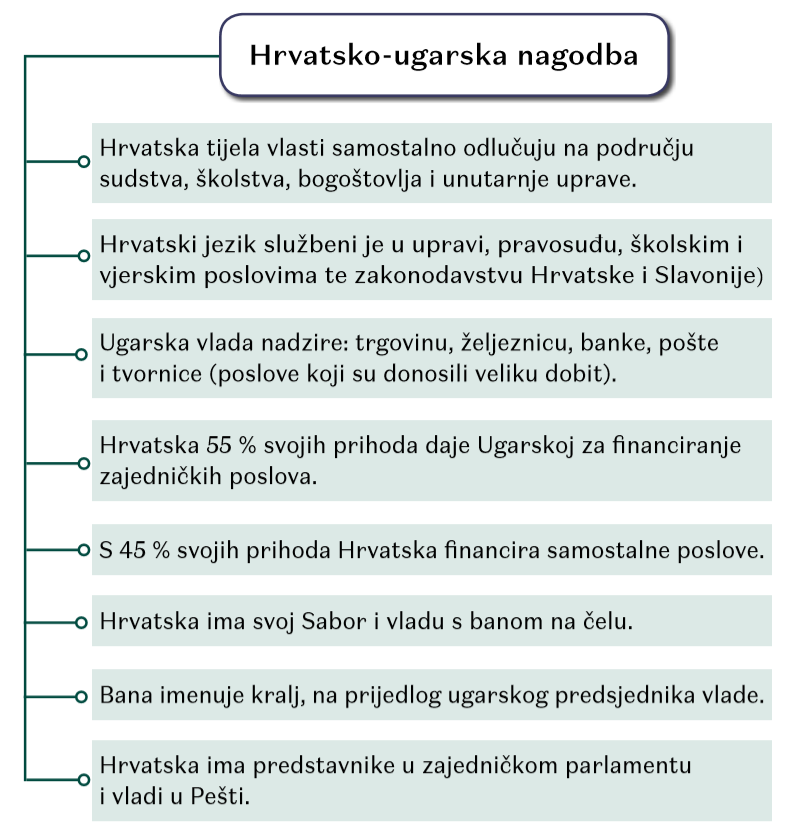 Hrvatsko-ugarska nagodba
Hrvatska tijela vlasti samostalno odlučuju na području
sudstva, školstva, bogoštovlja i unutarnje uprave.
Hrvatski jezik službeni je u upravi, pravosuđu, školskim i
vjerskim poslovima te zakonodavstvu Hrvatske i Slavonije)
Ugarska vlada nadzire: trgovinu, željeznicu, banke, pošte
i tvornice (poslove koji su donosili veliku dobit).
Hrvatska 55 % svojih prihoda daje Ugarskoj za financiranje
zajedničkih poslova.
S 45 % svojih prihoda Hrvatska financira samostalne poslove.
Hrvatska ima svoj Sabor i vladu s banom na čelu.
Bana imenuje kralj, na prijedlog ugarskog predsjednika vlade.
Hrvatska ima predstavnike u zajedničkom parlamentu
i vladi u Pešti.